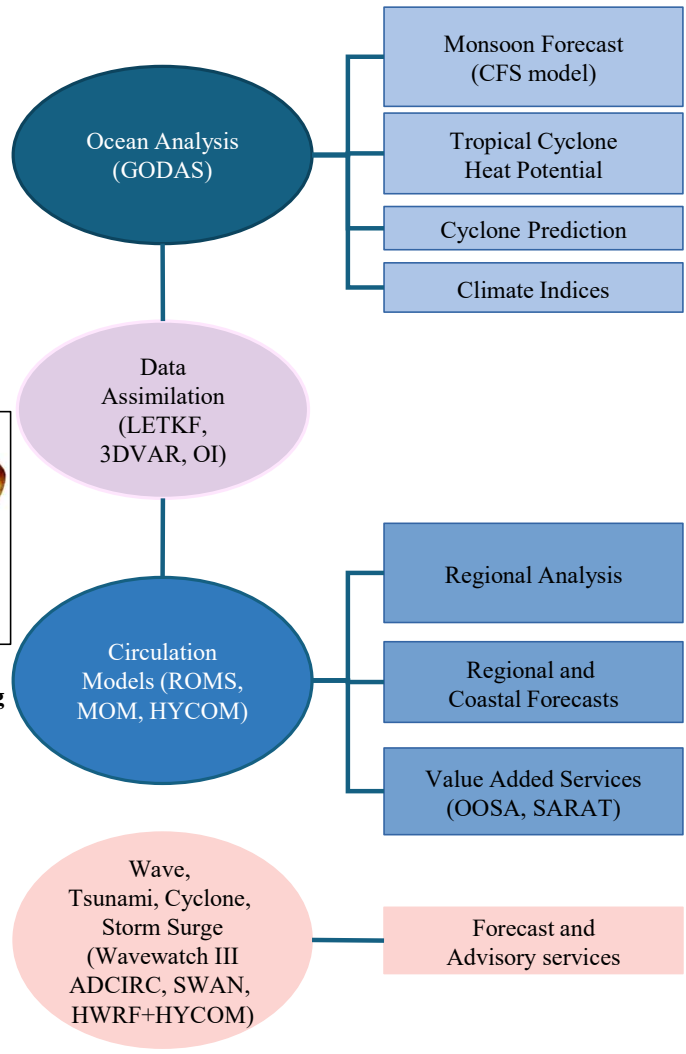 Ocean Analysis
(GODAS)
Monsoon Forecast
(CFS model)
Tropical Cyclone
Heat Potential
Cyclone Prediction
Climate Indices
Data
Assimilation
(LETKF,
3DVAR, OI)
Circulation
Models (ROMS,
MOM, HYCOM)
g
Regional Analysis
Regional and
Coastal Forecasts
Value Added Services
(OOSA, SARAT)
Wave,
Tsunami, Cyclone,
Storm Surge
(Wavewatch III
ADCIRC, SWAN,
HWRF+HYCOM)
Forecast and
Advisory services